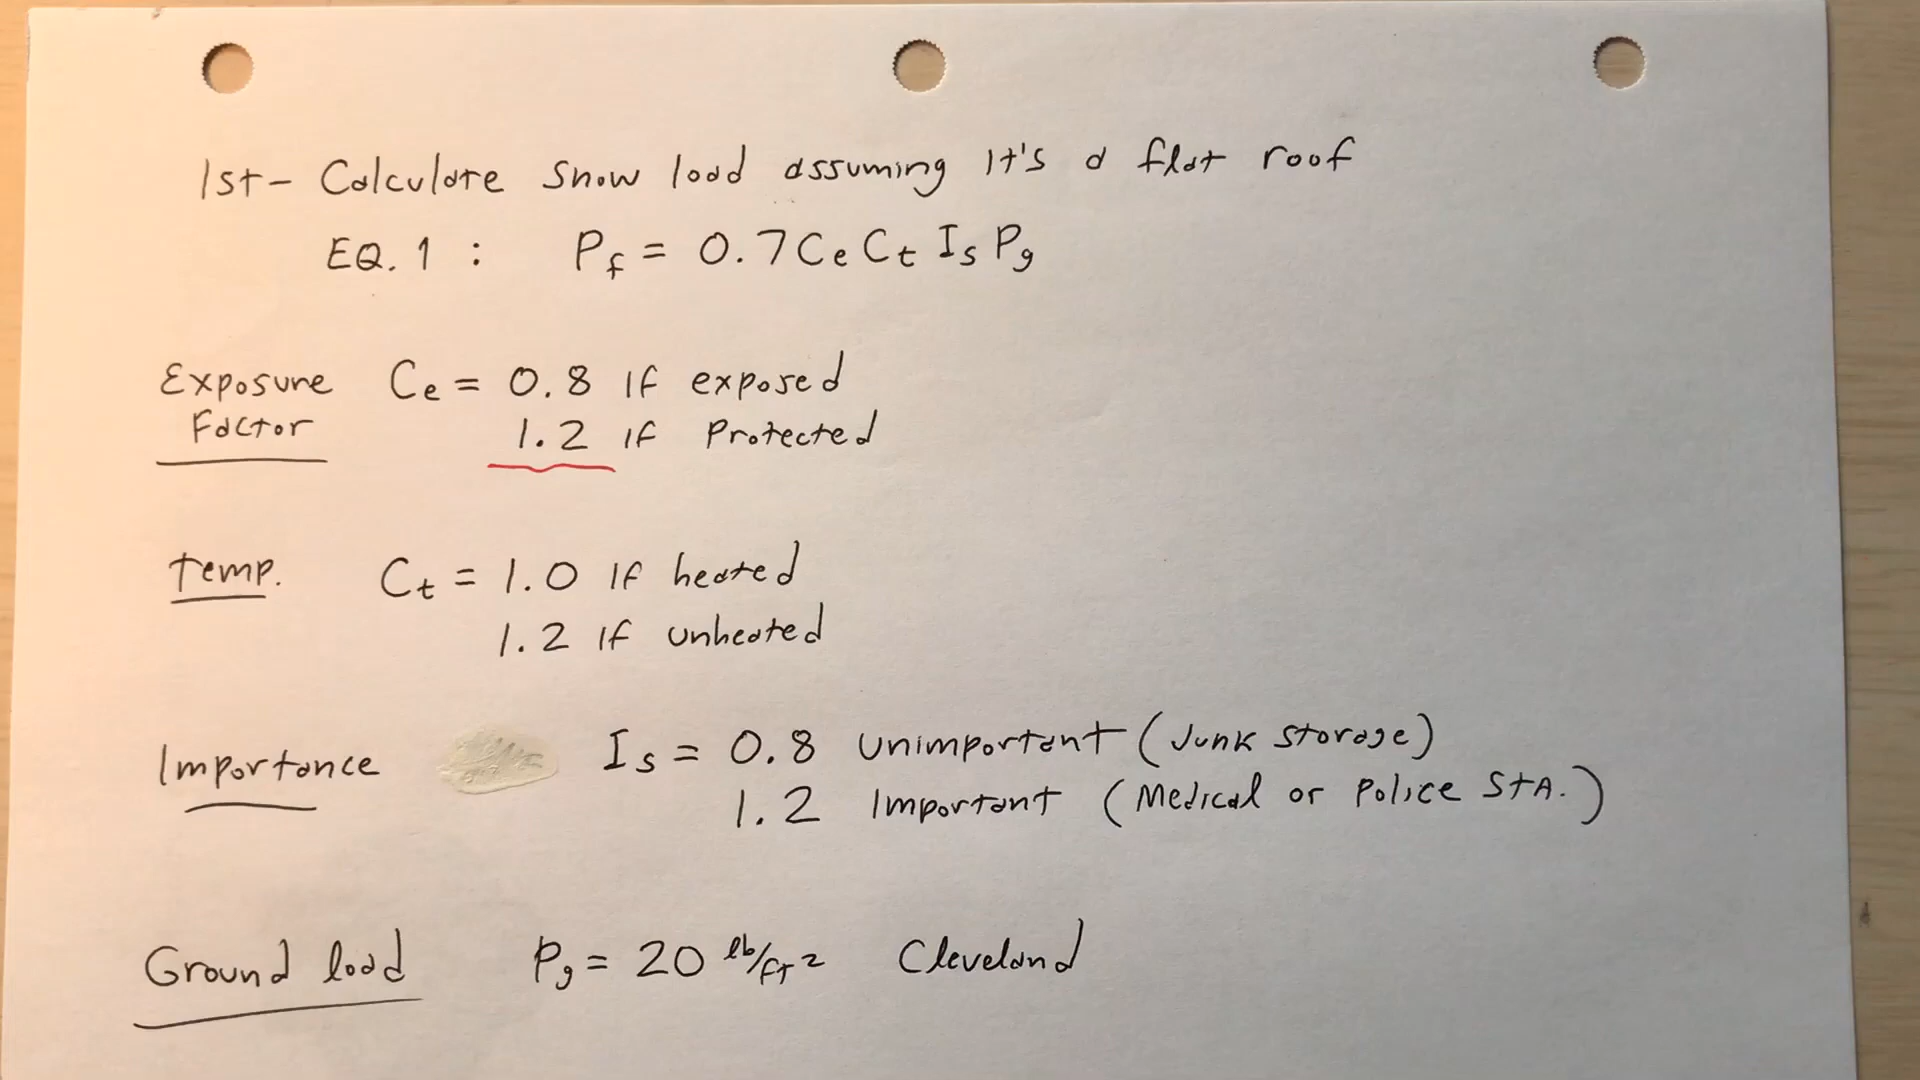 1st- Calculate Snow load assuming it's a flat roof
EQ. 1 : Pf = 0.7 Ce Ct Is Pg
Exposure Factor Ce = 0.8 if exposed
1.2 if Protected
Temp. Ct = 1.0 if heated
1.2 if unheated
Importance Is = 0.8 unimportant (Junk Storage)
1.2 Important (Medical or Police STA.)
Ground load Pg = 20 lb/ft² Cleveland